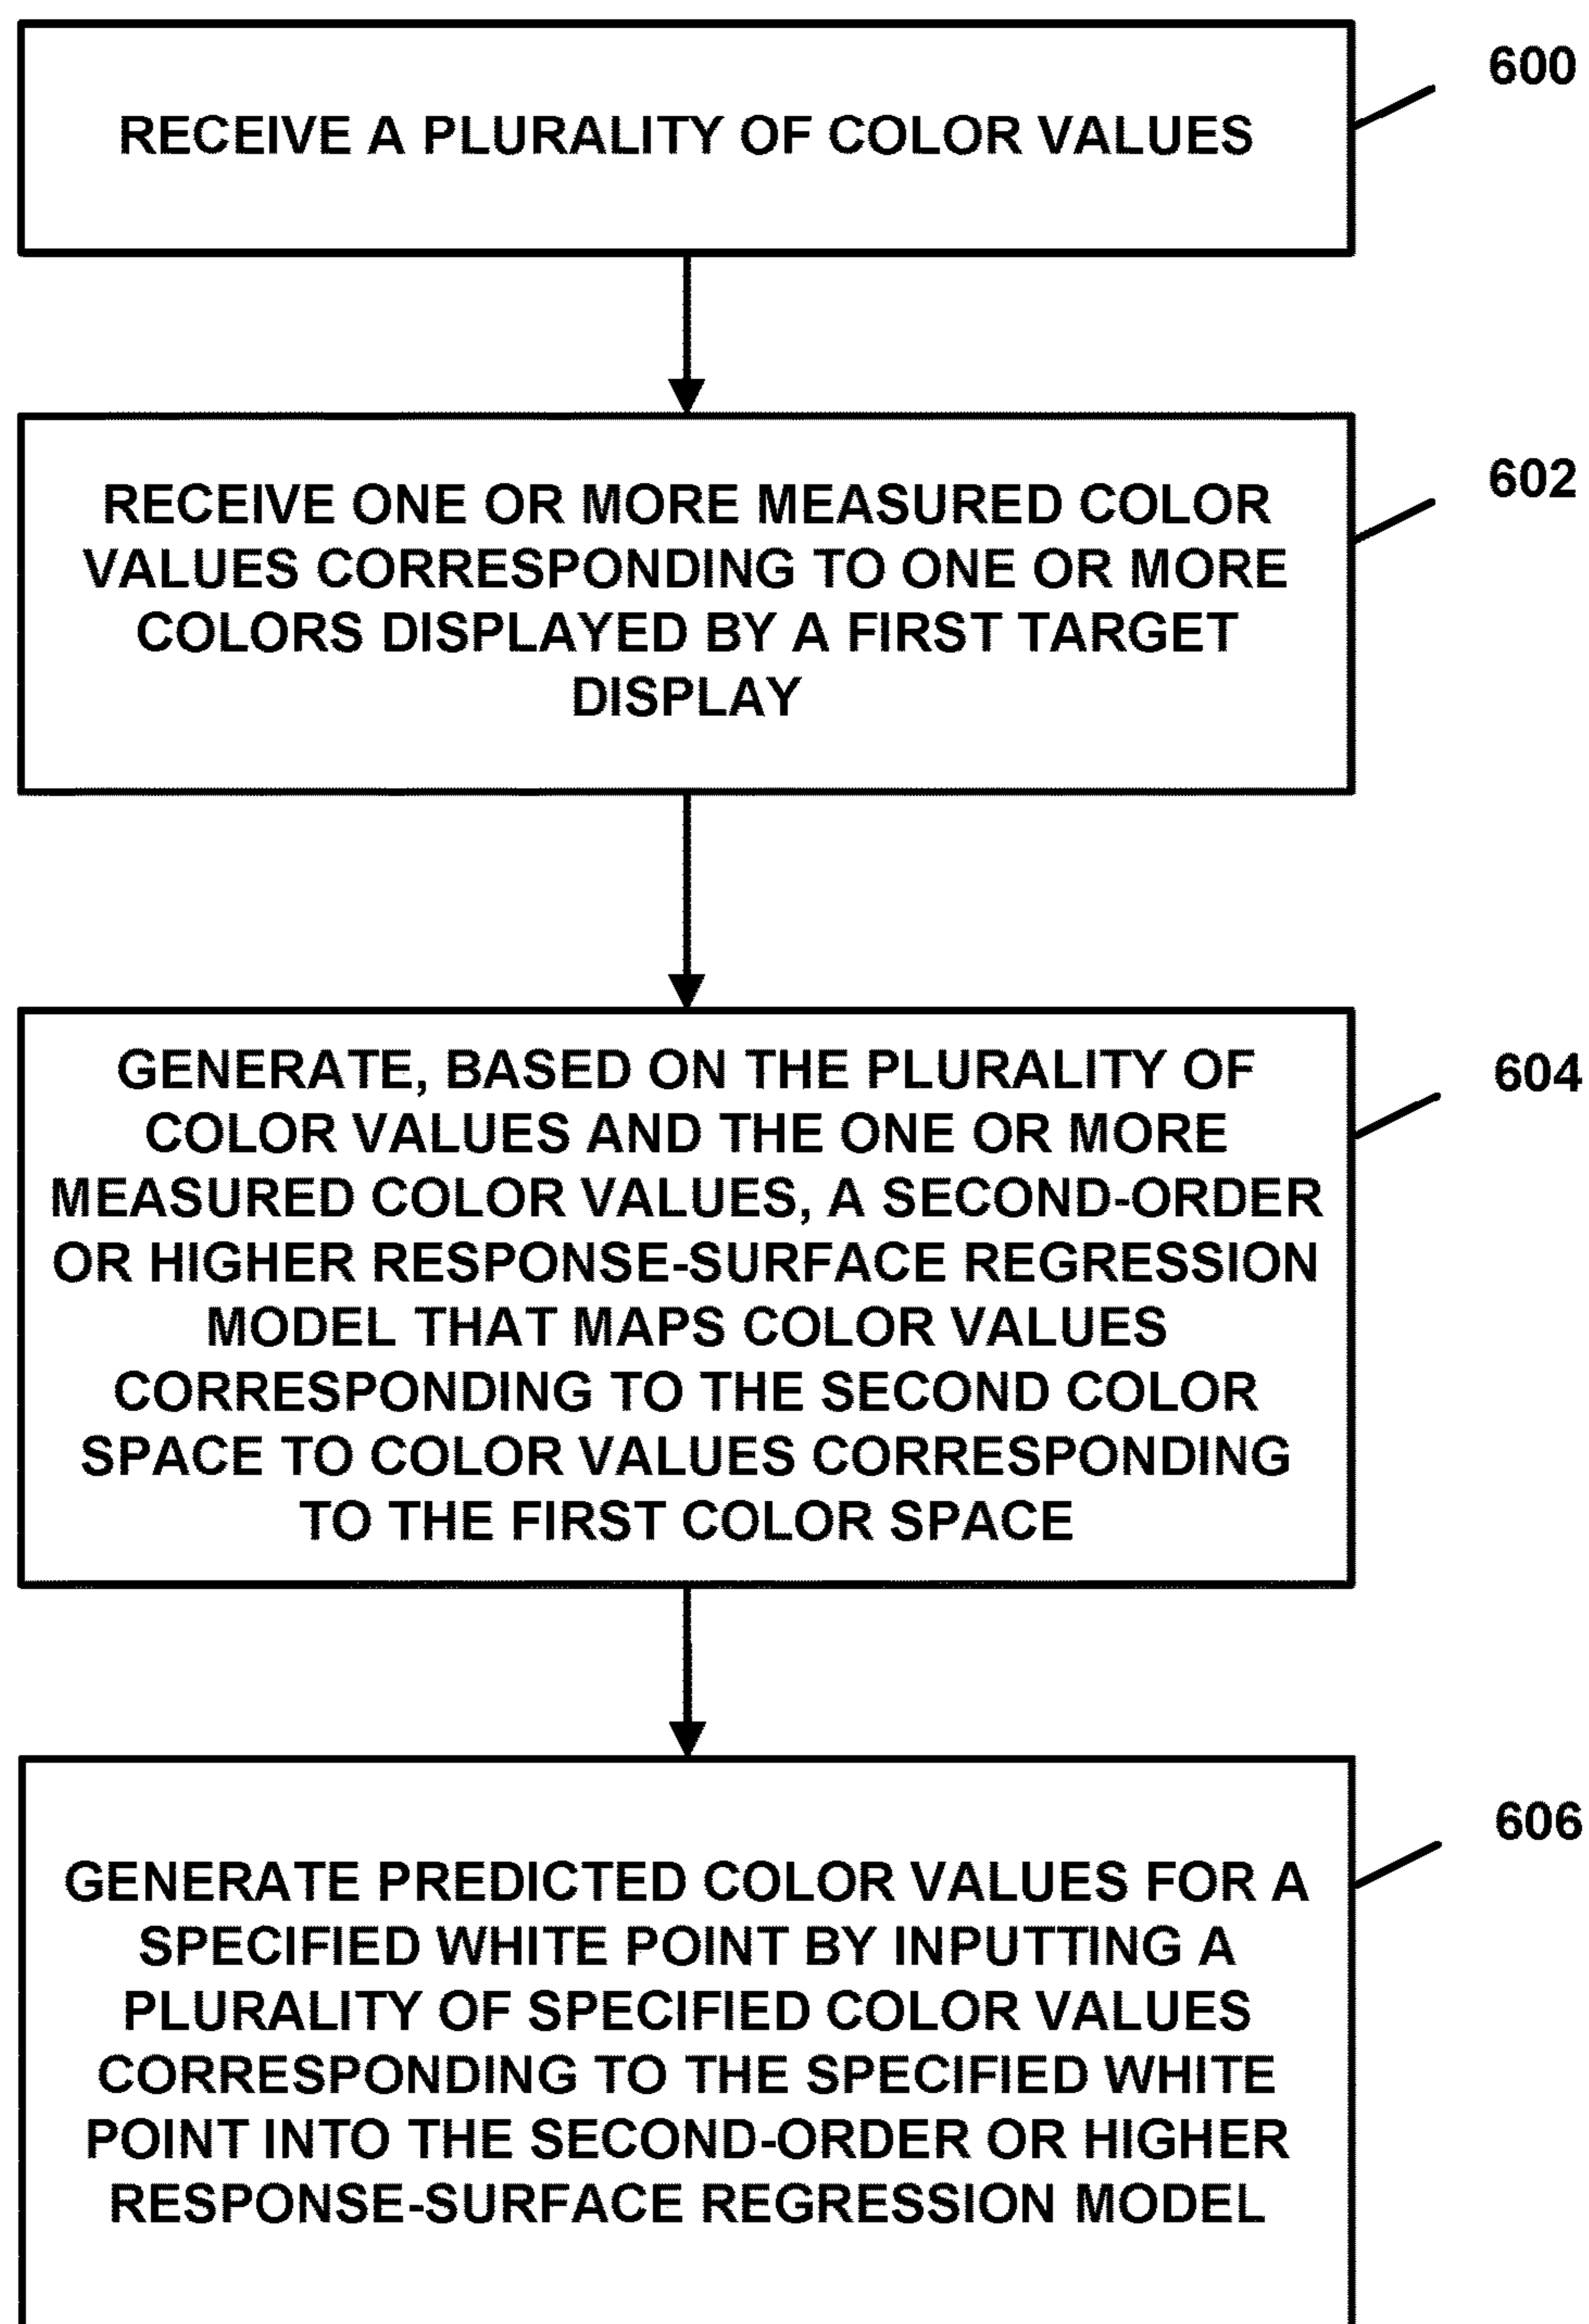 600
RECEIVE A PLURALITY OF COLOR VALUES
602
RECEIVE ONE OR MORE MEASURED COLOR
VALUES CORRESPONDING TO ONE OR MORE
COLORS DISPLAYED BY A FIRST TARGET
DISPLAY
604
GENERATE, BASED ON THE PLURALITY OF
COLOR VALUES AND THE ONE OR MORE
MEASURED COLOR VALUES, A SECOND-ORDER
OR HIGHER RESPONSE-SURFACE REGRESSION
MODEL THAT MAPS COLOR VALUES
CORRESPONDING TO THE SECOND COLOR
SPACE TO COLOR VALUES CORRESPONDING
TO THE FIRST COLOR SPACE
606
GENERATE PREDICTED COLOR VALUES FOR A
SPECIFIED WHITE POINT BY INPUTTING A
PLURALITY OF SPECIFIED COLOR VALUES
CORRESPONDING TO THE SPECIFIED WHITE
POINT INTO THE SECOND-ORDER OR HIGHER
RESPONSE-SURFACE REGRESSION MODEL